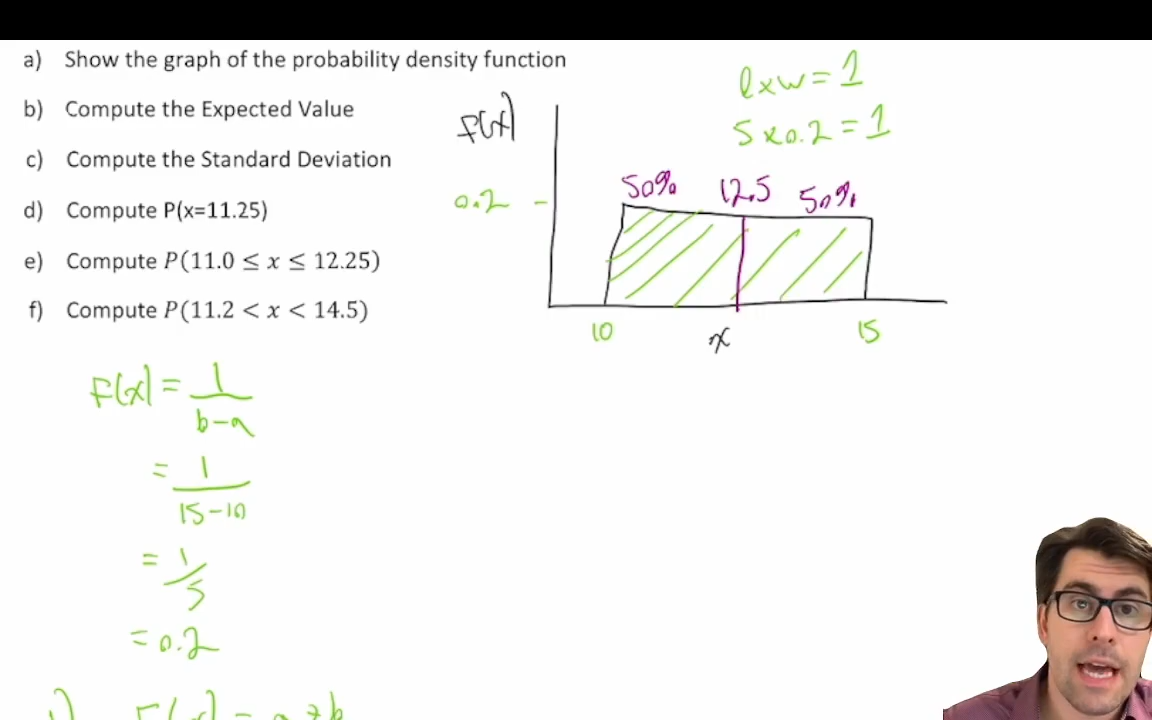 a) Show the graph of the probability density function
b) Compute the Expected Value
c) Compute the Standard Deviation
d) Compute P(x=11.25)
e) Compute P(11.0 ≤ x ≤ 12.25)
f) Compute P(11.2 < x < 14.5)
l x w = 1
5 x 0.2 = 1
f(x)
50% 12.5 50%
0.2
10 x 15
F(x) = 1
b-a
= 1
15-10
= 1/5
= 0.2